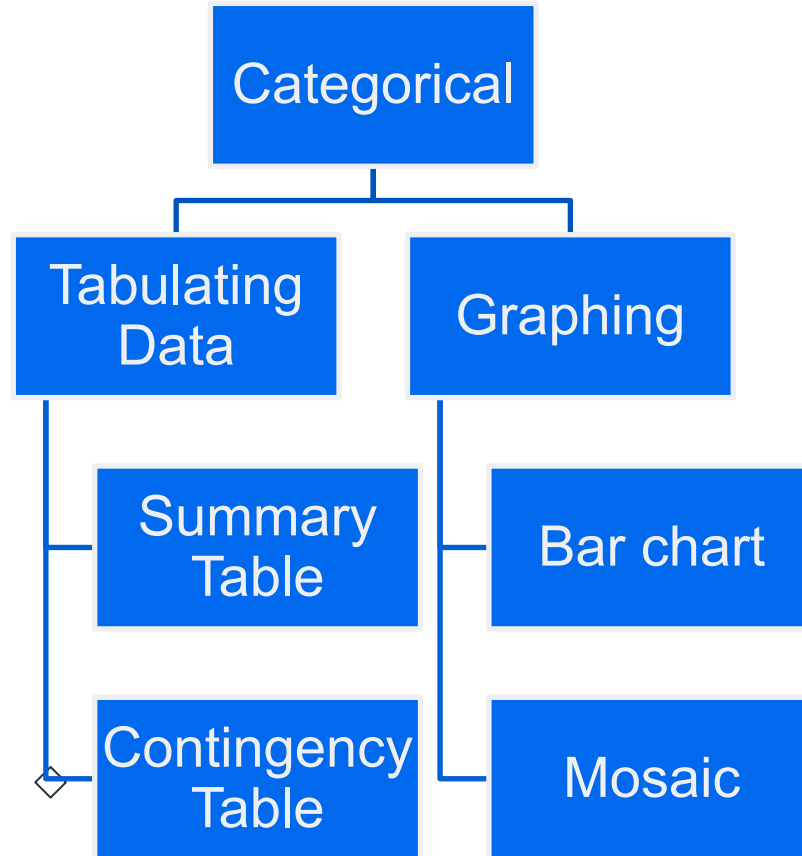 Categorical
Tabulating
Data
Graphing
Summary
Table
Bar chart
Contingency
Table
Mosaic